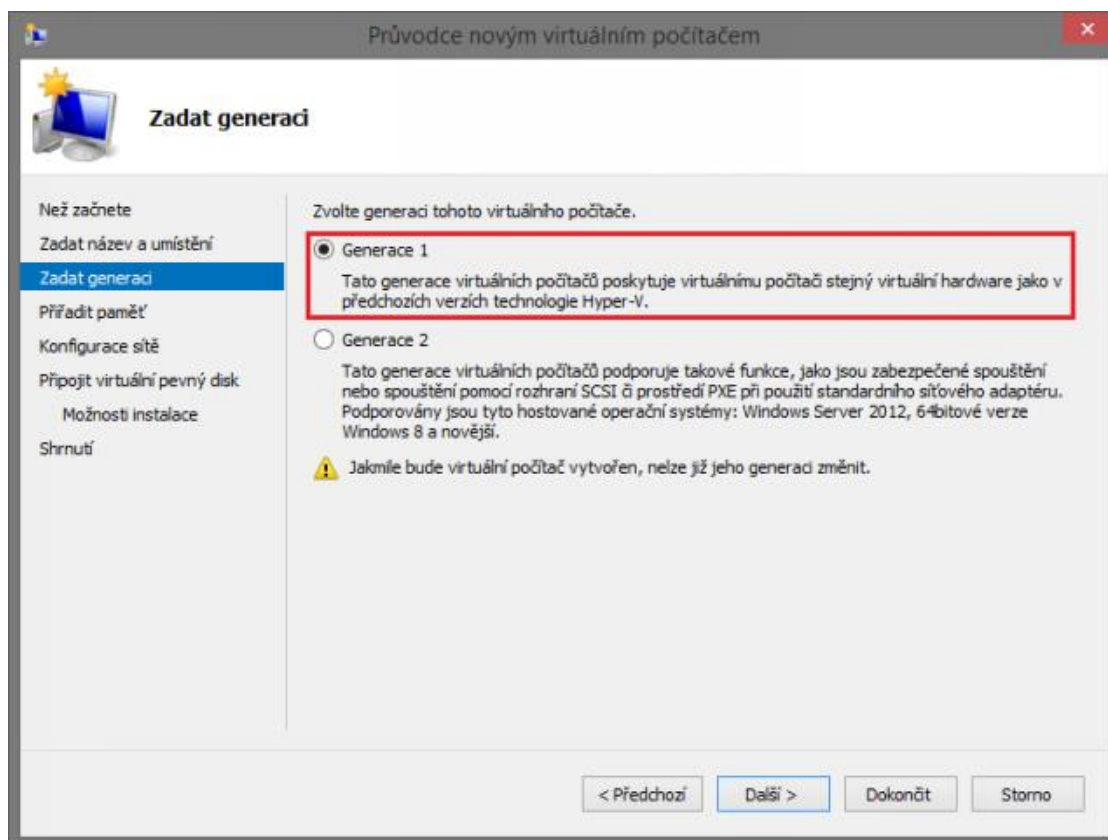 Průvodce novým virtuálním počítačem
Zadat generaci
Než začnete
Zadat název a umístění
Zadat generaci
Přiřadit paměť
Konfigurace sítě
Připojit virtuální pevný disk
Možnosti instalace
Shrnutí
Zvolte generaci tohoto virtuálního počítače.
Generace 1
Tato generace virtuálních počítačů poskytuje virtuálnímu počítači stejný virtuální hardware jako v
předchozích verzích technologie Hyper-V.
Generace 2
Tato generace virtuálních počítačů podporuje takové funkce, jako jsou zabezpečené spouštění
nebo spouštění pomocí rozhraní SCSI či prostředí PXE při použití standardního síťového adaptéru.
Podporovány jsou tyto hostované operační systémy: Windows Server 2012, 64bitové verze
Windows 8 a novější.
Jakmile bude virtuální počítač vytvořen, nelze již jeho generaci změnit.
< Předchozí
Další >
Dokončit
Storno